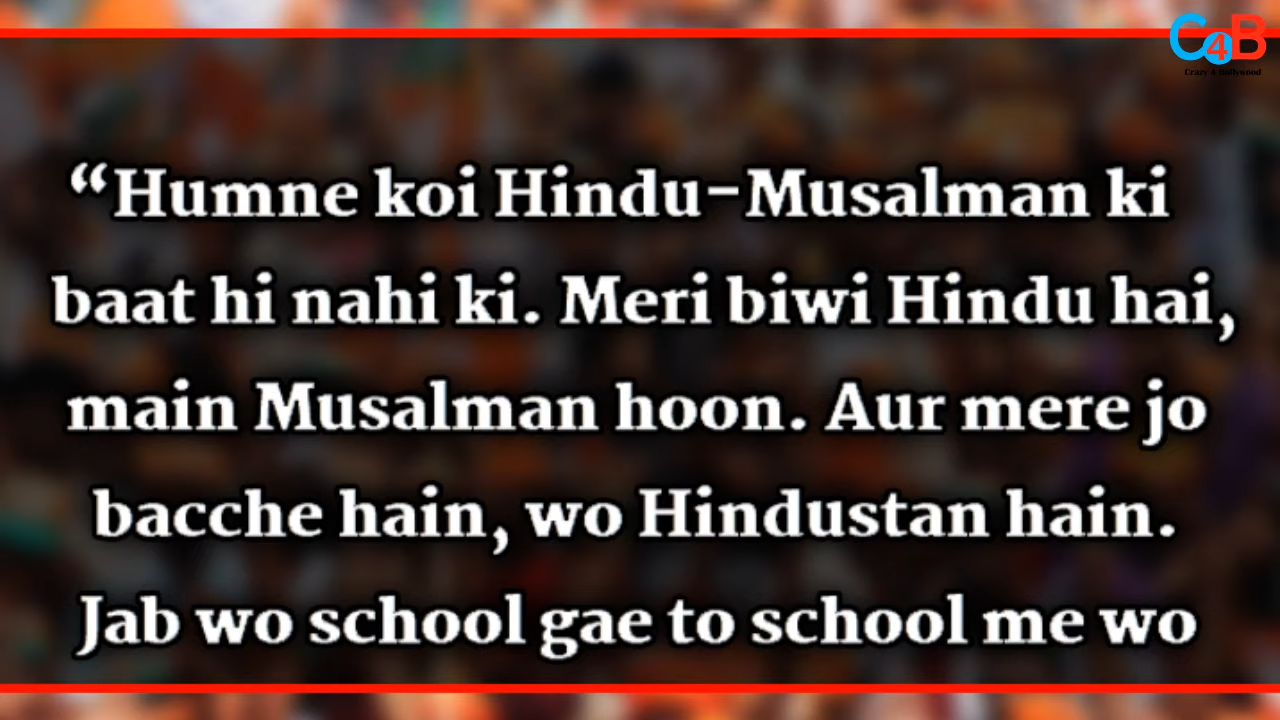 C4B
Crazy 4 Bollywood
“Humne koi Hindu-Musalman ki
baat hi nahi ki. Meri biwi Hindu hai,
main Musalman hoon. Aur mere jo
bacche hain, wo Hindustan hain.
Jab wo school gae to school me wo